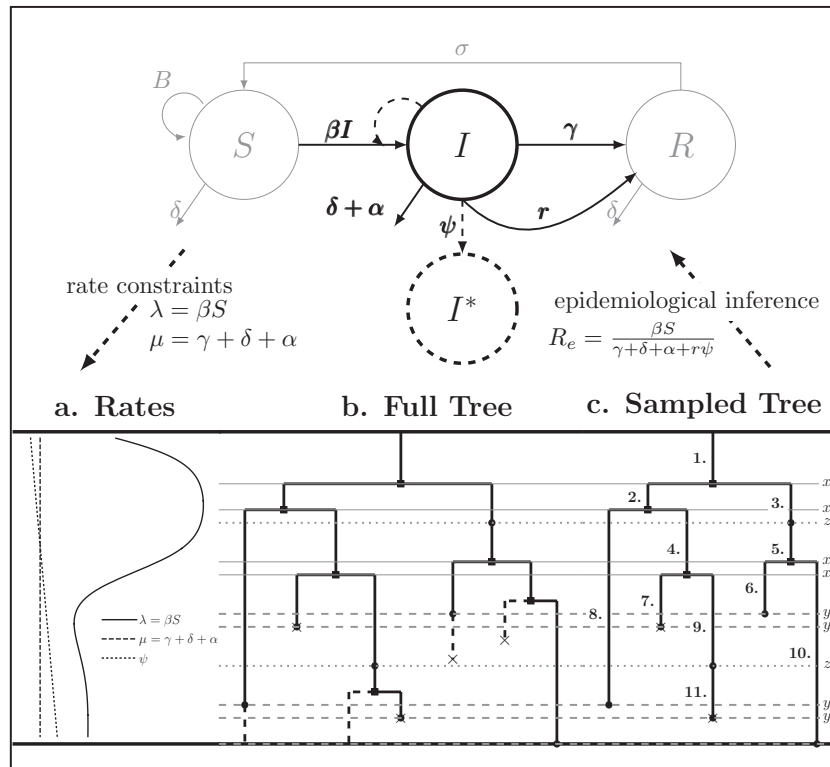 σ
B
S
βI
I
γ
R
δ
δ + α
ψ
r
δ
I*
rate constraints
λ = βS
μ = γ + δ + α
epidemiological inference
R_e = βS / γ+δ+α+rψ
a. Rates
b. Full Tree
c. Sampled Tree
1.
x
2.
3.
x
z
4.
5.
x
x
6.
7.
8.
y
9.
y
10.
z
11.
y
y
λ = βS
μ = γ + δ + α
ψ